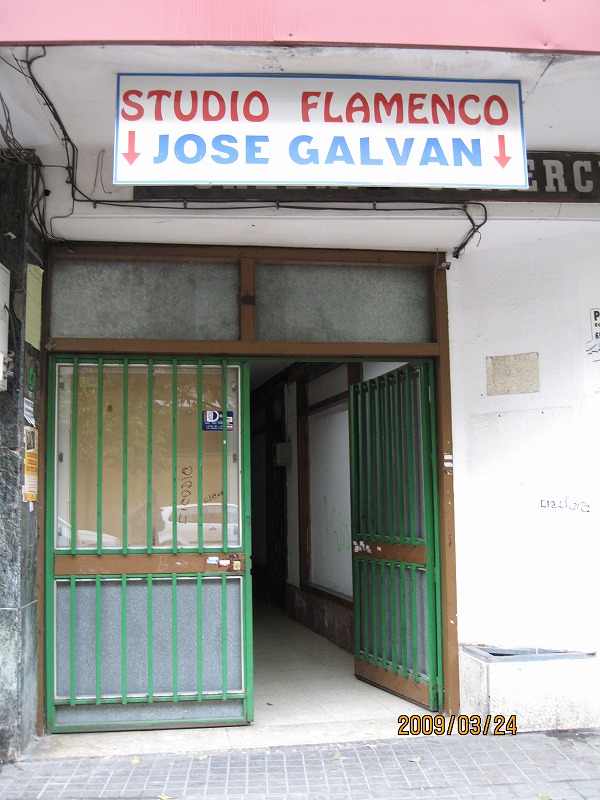 STUDIO FLAMENCO
JOSE GALVAN
2009/03/24